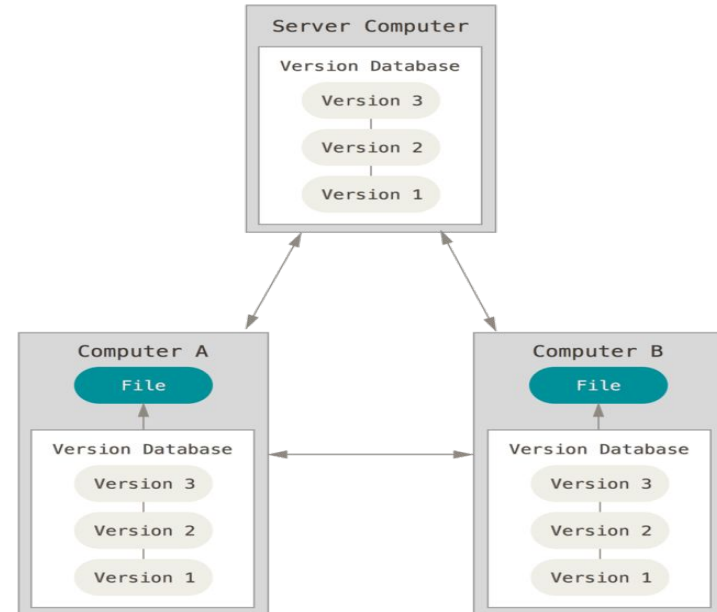 Server Computer
Version Database
Version 3
Version 2
Version 1
Computer A
File
Version Database
Version 3
Version 2
Version 1
Computer B
File
Version Database
Version 3
Version 2
Version 1